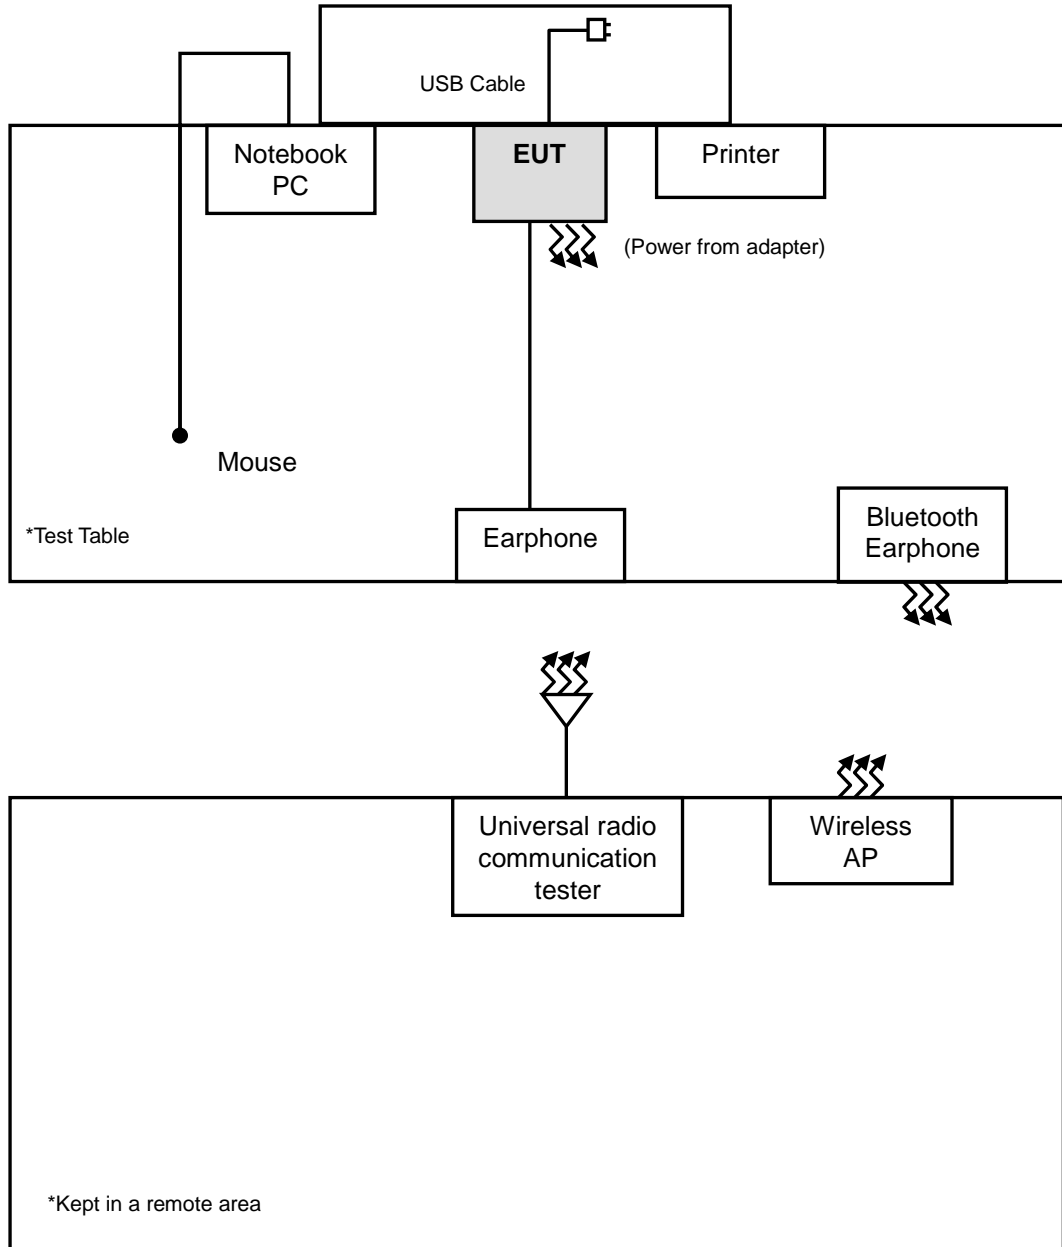 USB Cable
Notebook
PC
EUT
Printer
(Power from adapter)
Mouse
*Test Table
Earphone
Bluetooth
Earphone
Universal radio
communication
tester
Wireless
AP
*Kept in a remote area